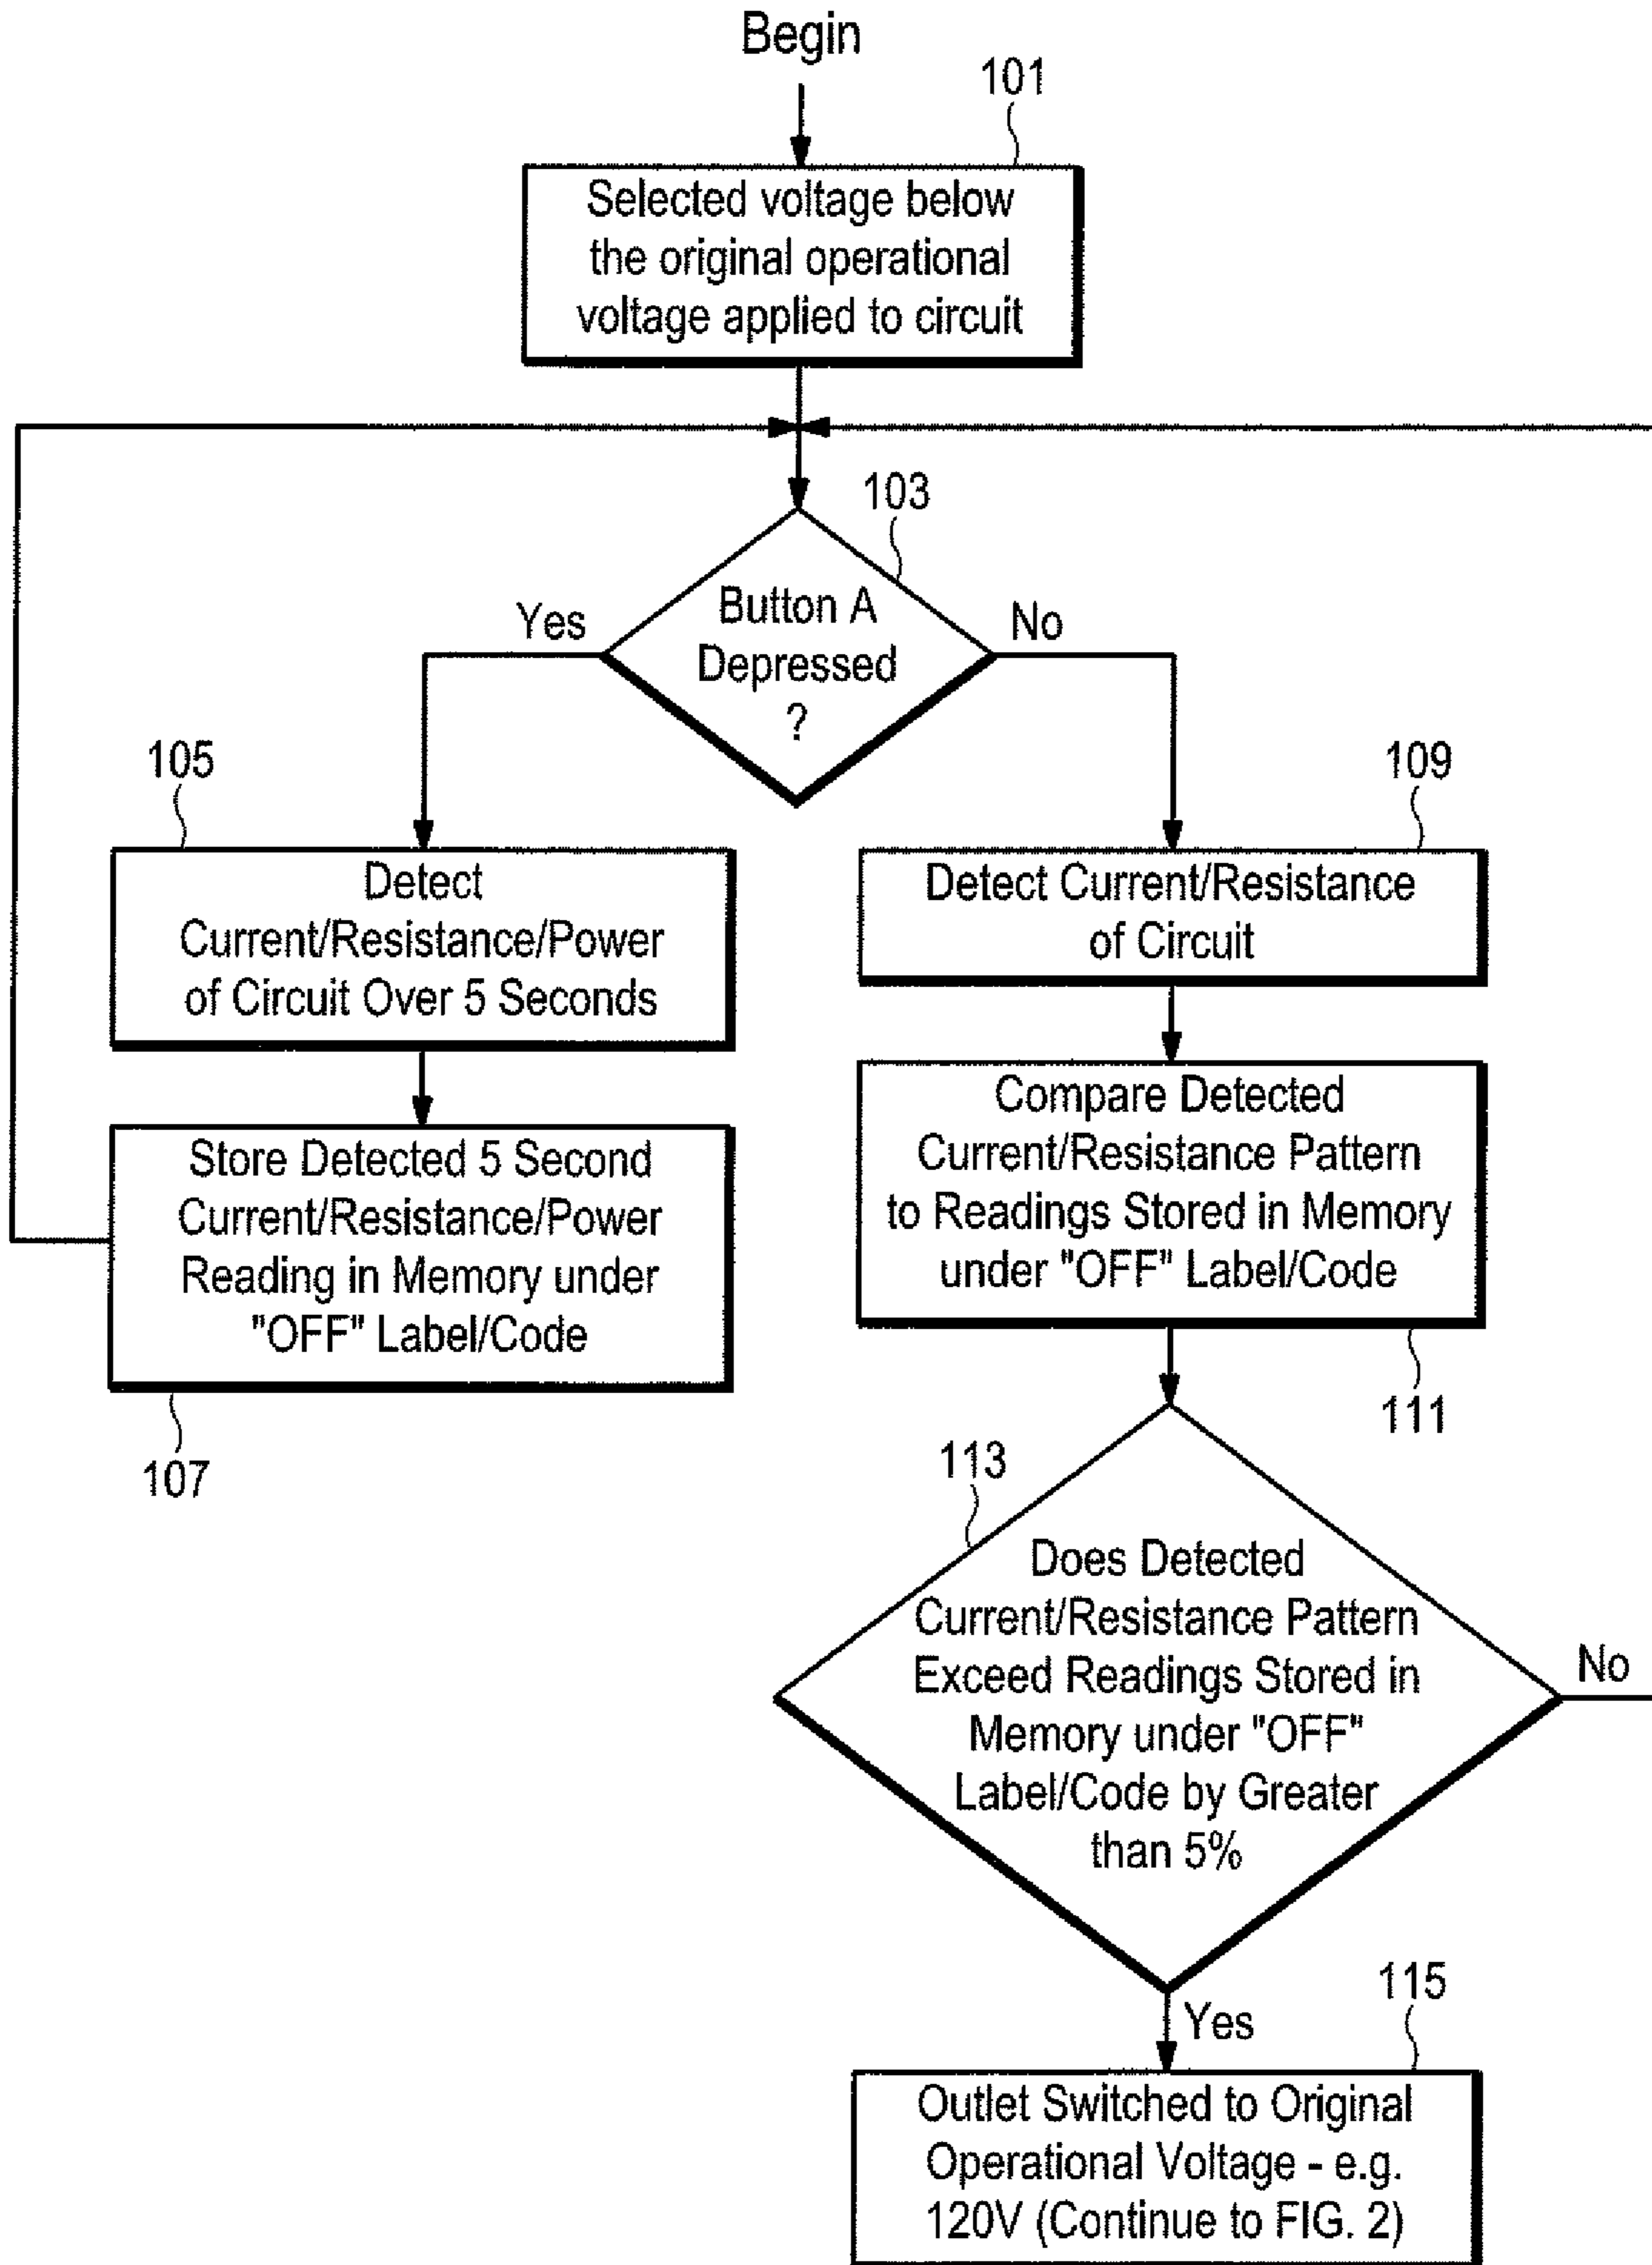 Begin
101
Selected voltage below
the original operational
voltage applied to circuit
103
Button A
Depressed
?
Yes
No
105
Detect
Current/Resistance/Power
of Circuit Over 5 Seconds
Store Detected 5 Second
Current/Resistance/Power
Reading in Memory under
"OFF" Label/Code
107
109
Detect Current/Resistance
of Circuit
Compare Detected
Current/Resistance Pattern
to Readings Stored in Memory
under "OFF" Label/Code
111
113
Does Detected
Current/Resistance Pattern
Exceed Readings Stored in
Memory under "OFF"
Label/Code by Greater
than 5%
No
Yes
115
Outlet Switched to Original
Operational Voltage - e.g.
120V (Continue to FIG. 2)